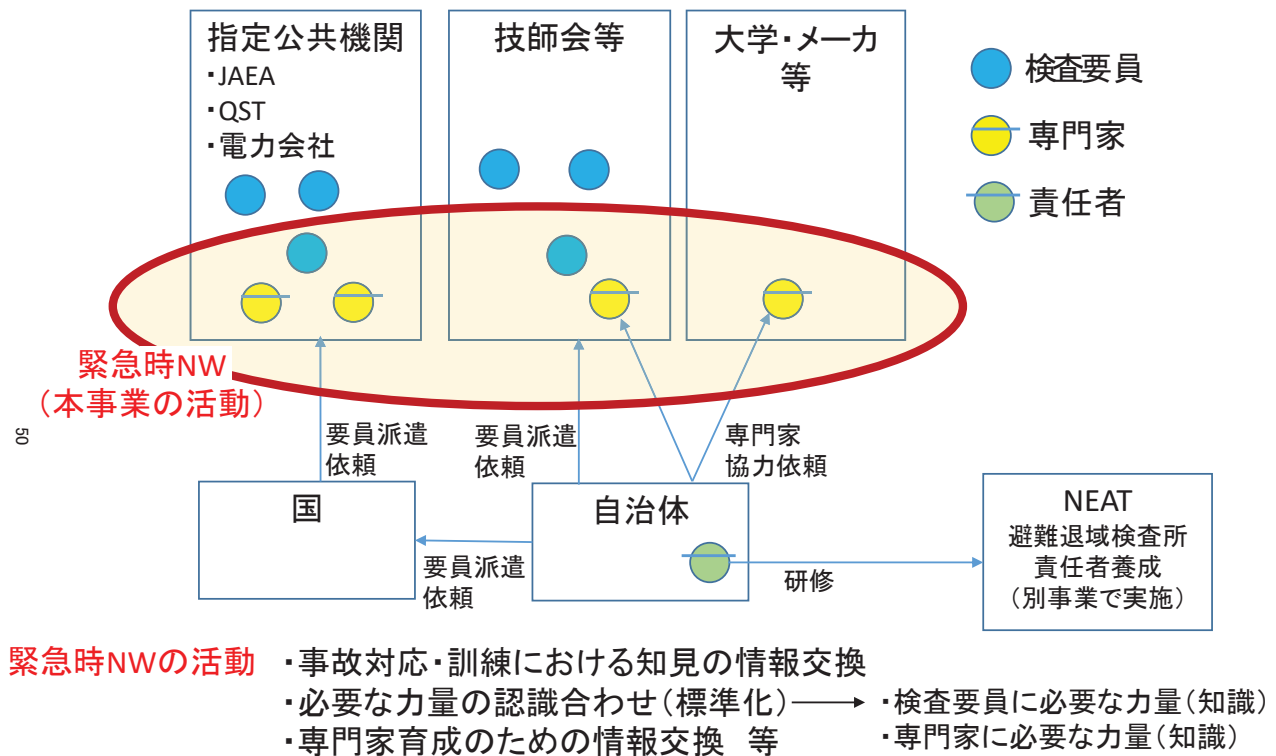 指定公共機関
・JAEA
・QST
・電力会社
技師会等
大学・メーカ
等
検査要員
専門家
責任者
緊急時NW
（本事業の活動）
要員派遣
依頼
要員派遣
依頼
専門家
協力依頼
50
国
自治体
要員派遣
依頼
研修
NEAT
避難退域検査所
責任者養成
（別事業で実施）
緊急時NWの活動 ・事故対応・訓練における知見の情報交換
・必要な力量の認識合わせ（標準化） ・検査要員に必要な力量（知識）
・専門家育成のための情報交換 等 ・専門家に必要な力量（知識）